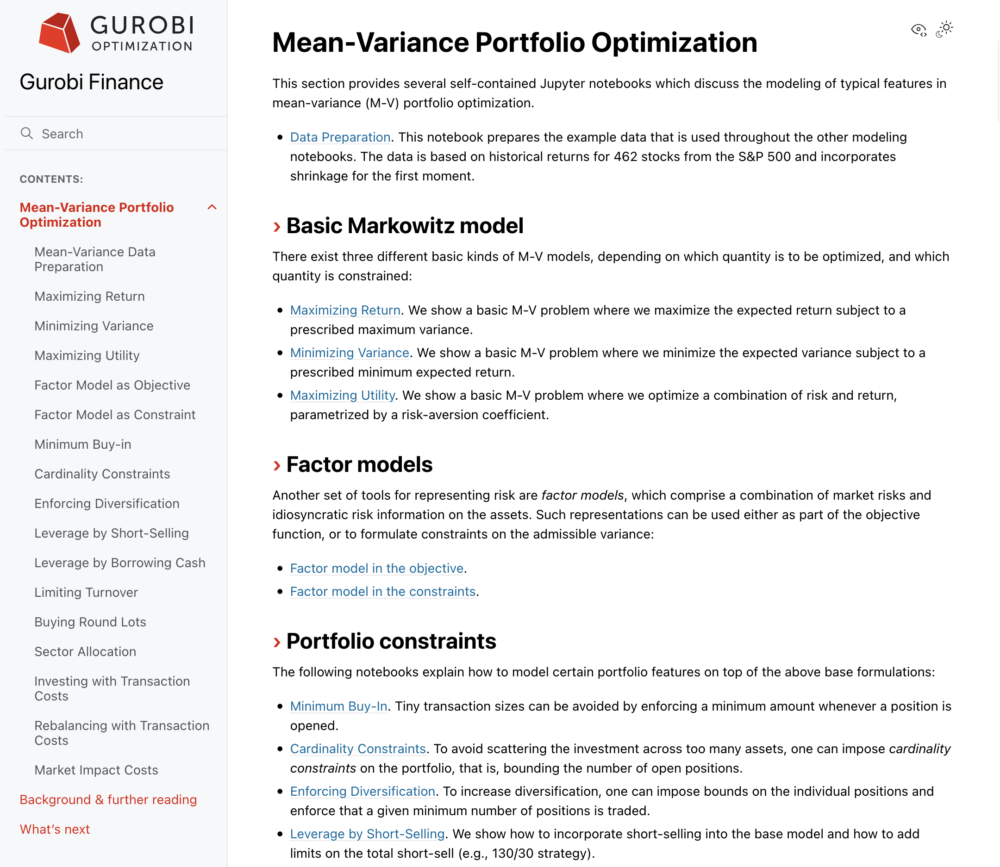 GUROBI
OPTIMIZATION
Gurobi Finance
Search
CONTENTS:
Mean-Variance Portfolio
Optimization
Mean-Variance Data
Preparation
Maximizing Return
Minimizing Variance
Maximizing Utility
Factor Model as Objective
Factor Model as Constraint
Minimum Buy-in
Cardinality Constraints
Enforcing Diversification
Leverage by Short-Selling
Leverage by Borrowing Cash
Limiting Turnover
Buying Round Lots
Sector Allocation
Investing with Transaction
Costs
Rebalancing with Transaction
Costs
Market Impact Costs
Background & further reading
What’s next
Mean-Variance Portfolio Optimization
This section provides several self-contained Jupyter notebooks which discuss the modeling of typical features in
mean-variance (M-V) portfolio optimization.
• Data Preparation. This notebook prepares the example data that is used throughout the other modeling
notebooks. The data is based on historical returns for 462 stocks from the S&P 500 and incorporates
shrinkage for the first moment.
› Basic Markowitz model
There exist three different basic kinds of M-V models, depending on which quantity is to be optimized, and which
quantity is constrained:
• Maximizing Return. We show a basic M-V problem where we maximize the expected return subject to a
prescribed maximum variance.
• Minimizing Variance. We show a basic M-V problem where we minimize the expected variance subject to a
prescribed minimum expected return.
• Maximizing Utility. We show a basic M-V problem where we optimize a combination of risk and return,
parametrized by a risk-aversion coefficient.
› Factor models
Another set of tools for representing risk are factor models, which comprise a combination of market risks and
idiosyncratic risk information on the assets. Such representations can be used either as part of the objective
function, or to formulate constraints on the admissible variance:
• Factor model in the objective.
• Factor model in the constraints.
› Portfolio constraints
The following notebooks explain how to model certain portfolio features on top of the above base formulations:
• Minimum Buy-In. Tiny transaction sizes can be avoided by enforcing a minimum amount whenever a position is
opened.
• Cardinality Constraints. To avoid scattering the investment across too many assets, one can impose cardinality
constraints on the portfolio, that is, bounding the number of open positions.
• Enforcing Diversification. To increase diversification, one can impose bounds on the individual positions and
enforce that a given minimum number of positions is traded.
• Leverage by Short-Selling. We show how to incorporate short-selling into the base model and how to add
limits on the total short-sell (e.g., 130/30 strategy).